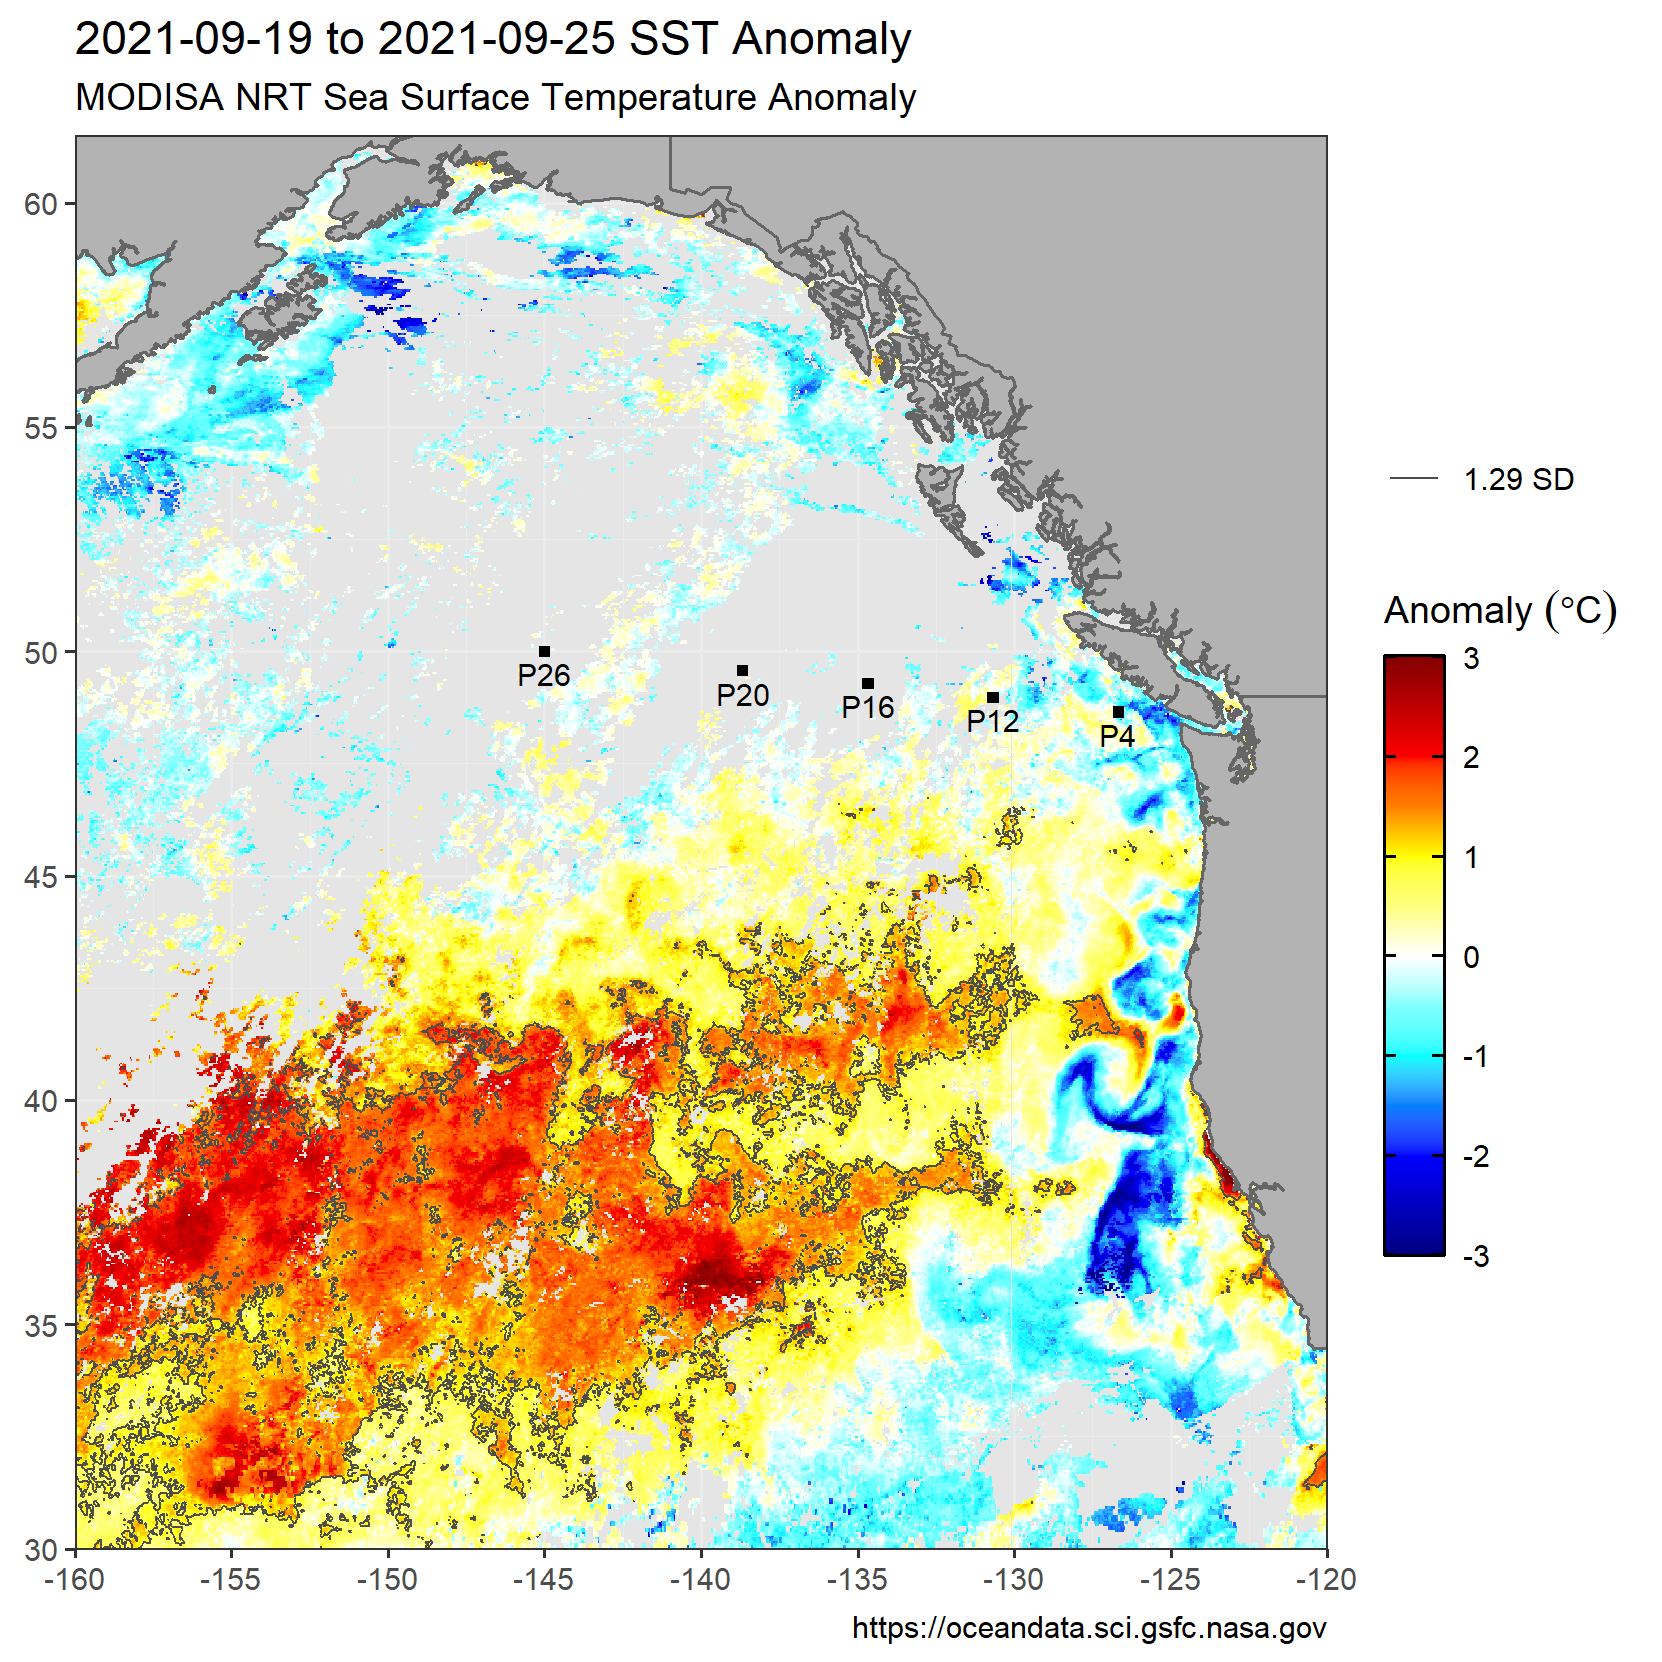 2021-09-19 to 2021-09-25 SST Anomaly
MODISA NRT Sea Surface Temperature Anomaly
60
55
50
45
40
35
30
-160
-155
-150
-145
-140
-135
-130
-125
-120
P26
P20
P16
P12
P4
1.29 SD
Anomaly (°C)
3
2
1
0
-1
-2
-3
https://oceandata.sci.gsfc.nasa.gov